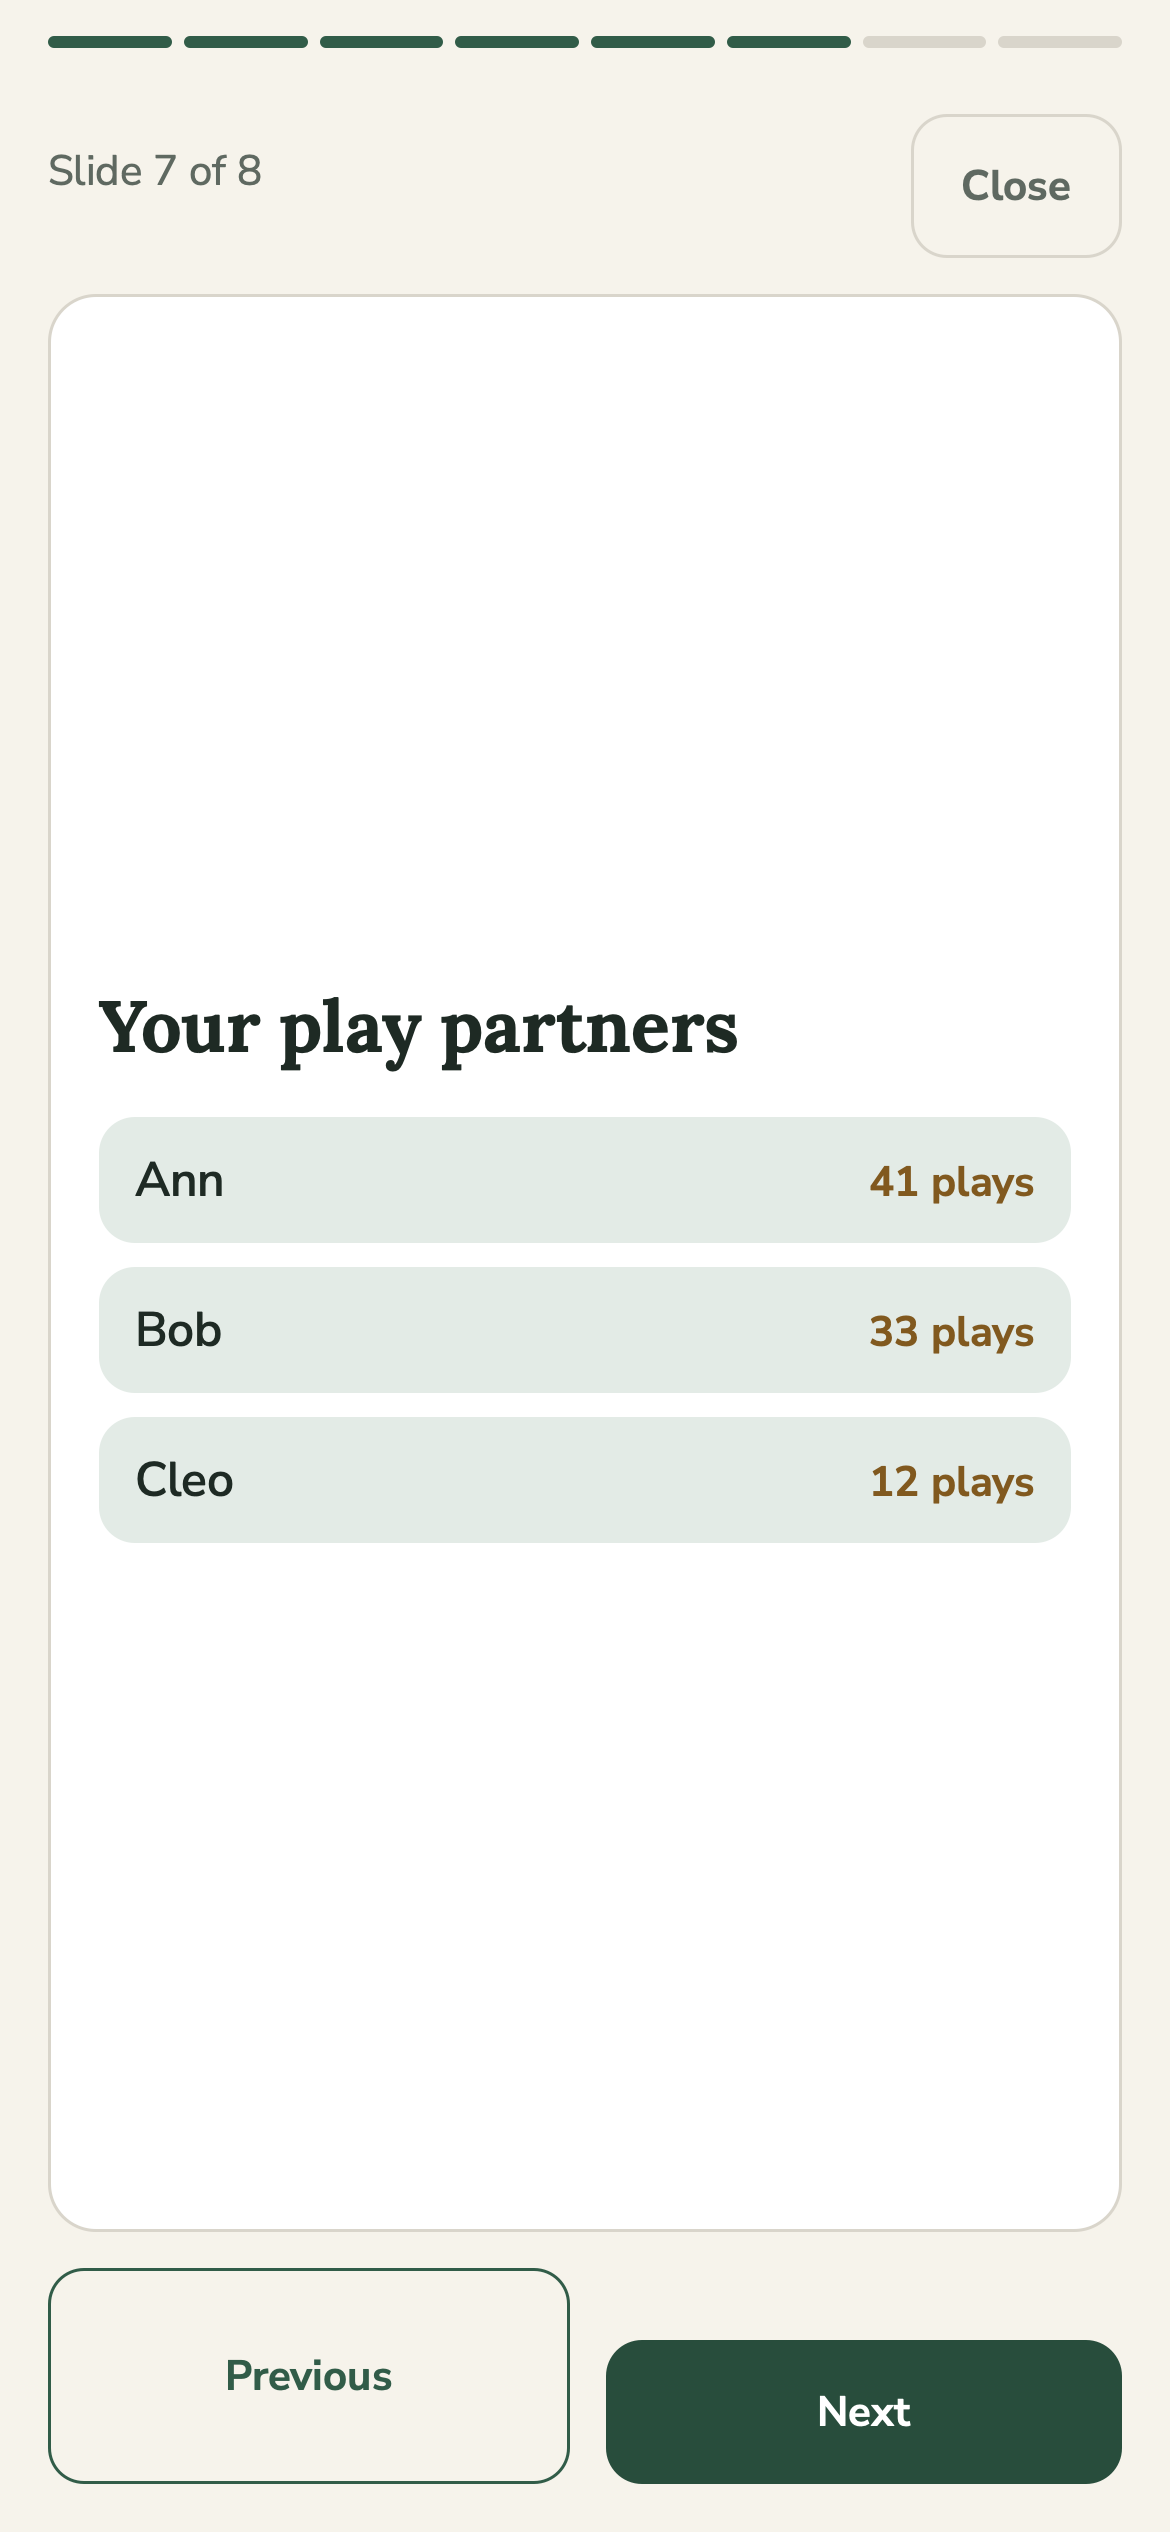 Slide 7 of 8
Close
Your play partners
Ann 41 plays
Bob 33 plays
Cleo 12 plays
Previous
Next